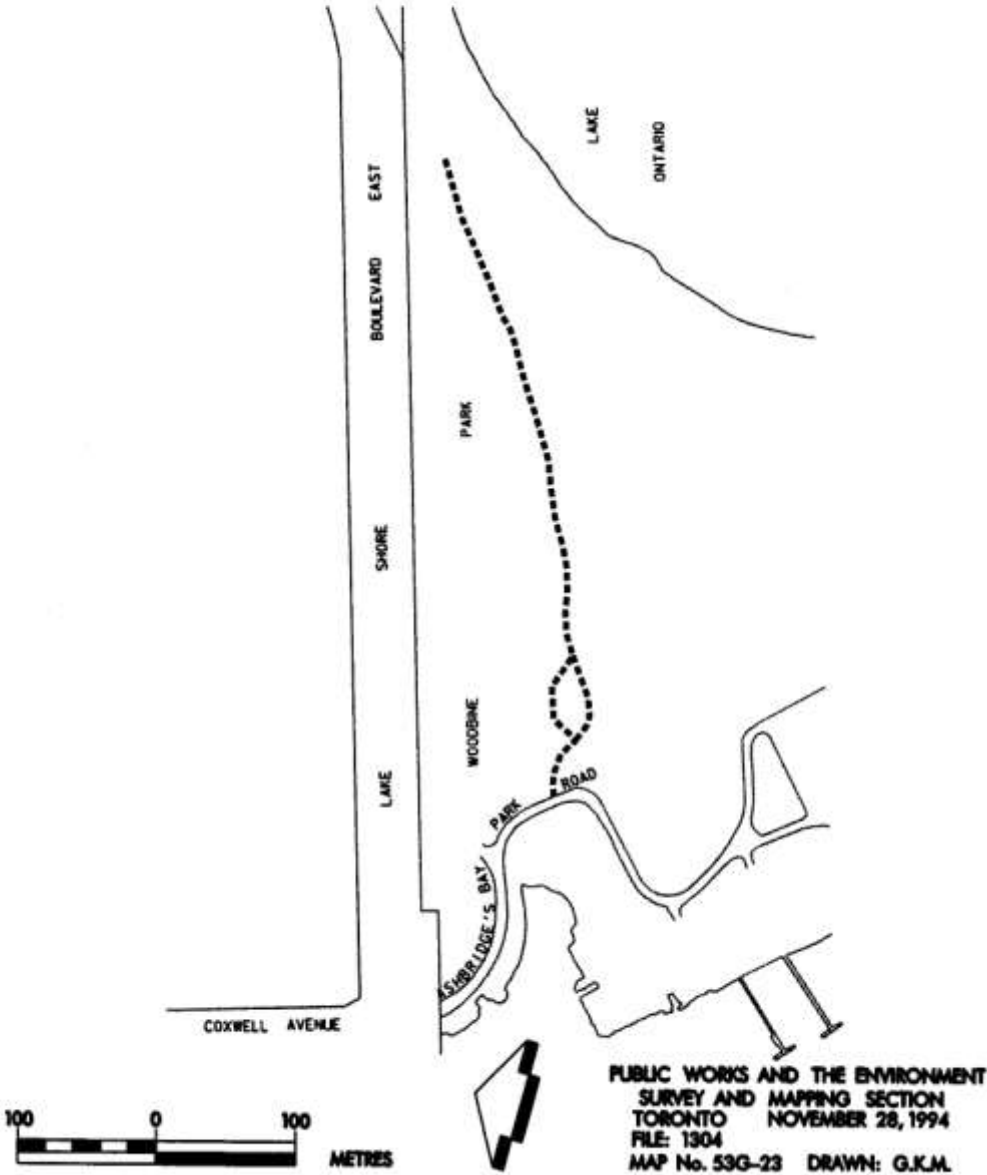 LAKE
ONTARIO
LAKE SHORE BOULEVARD EAST
WOODBINE PARK
ASHBRIDGE'S BAY PARK ROAD
COXWELL AVENUE
100 0 100
METRES
PUBLIC WORKS AND THE ENVIRONMENT
SURVEY AND MAPPING SECTION
TORONTO NOVEMBER 28, 1994
FILE: 1304
MAP No. 53G-23 DRAWN: G.K.M.